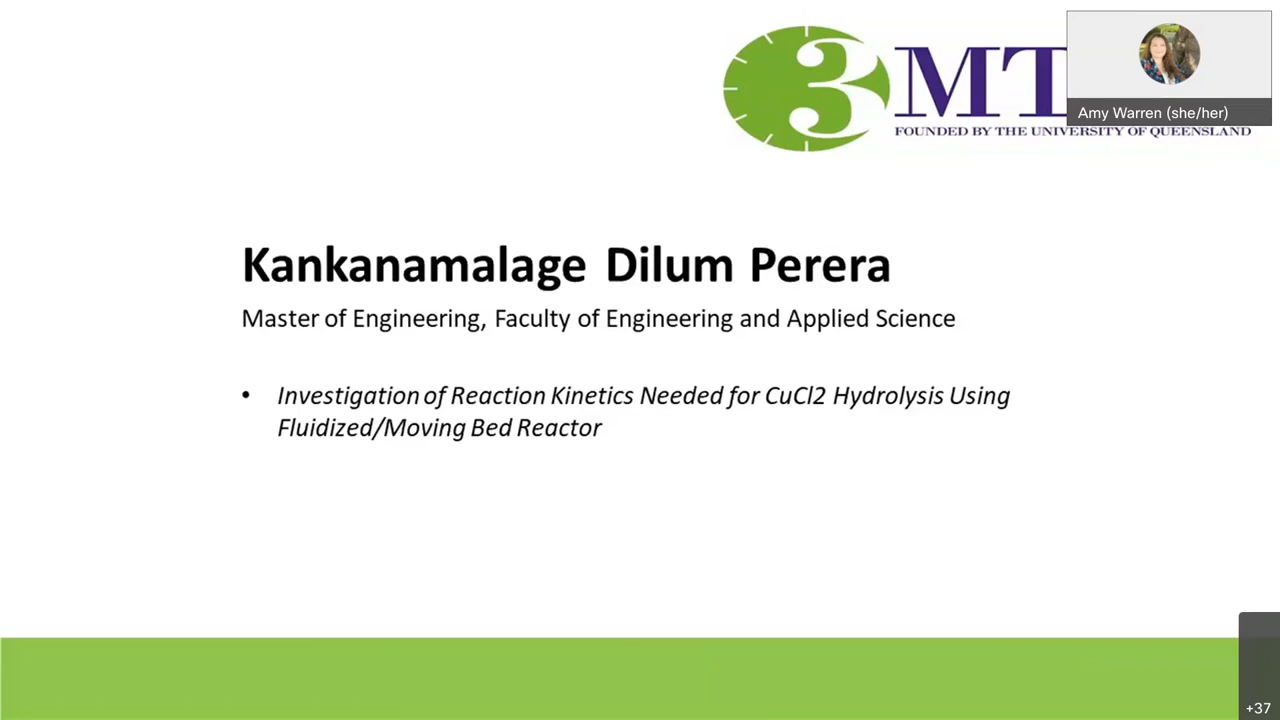 3MT
Amy Warren (she/her)
FOUNDED BY THE UNIVERSITY OF QUEENSLAND
Kankanamalage Dilum Perera
Master of Engineering, Faculty of Engineering and Applied Science
• Investigation of Reaction Kinetics Needed for CuCl2 Hydrolysis Using
Fluidized/Moving Bed Reactor
+37